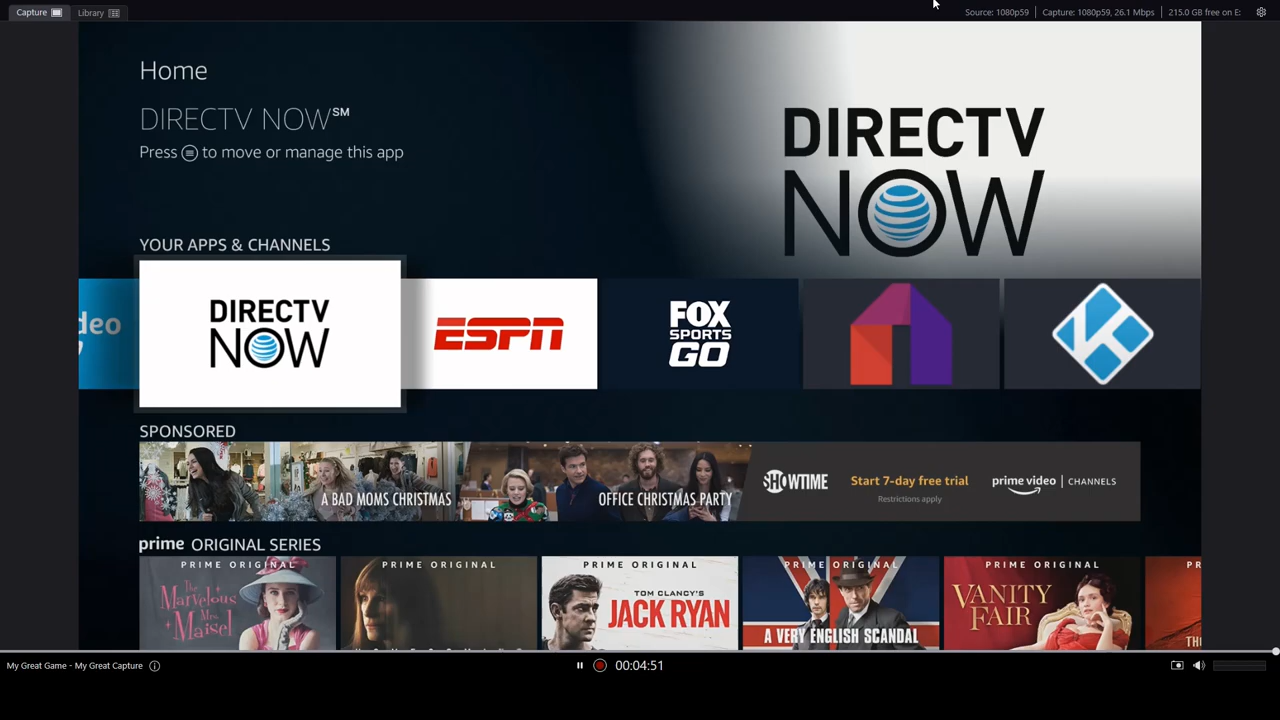 Capture
Library
Source: 1080p59
Capture: 1080p59, 26.1 Mbps
215.0 GB free on E:
Home
DIRECTV NOW℠
Press to move or manage this app
DIRECTV
NOW
YOUR APPS & CHANNELS
deo
DIRECTV
NOW
ESPN
FOX
SPORTS
GO
SPONSORED
A BAD MOMS CHRISTMAS
OFFICE CHRISTMAS PARTY
SHOWTIME
Start 7-day free trial
Restrictions apply
prime video | CHANNELS
prime ORIGINAL SERIES
PRIME ORIGINAL
The
Marvelous
Mrs.
Maisel
PRIME ORIGINAL
PRIME ORIGINAL
TOM CLANCY'S
JACK RYAN
PRIME ORIGINAL
A VERY ENGLISH SCANDAL
PRIME ORIGINAL
VANITY
FAIR
PR
TH
My Great Game - My Great Capture
00:04:51